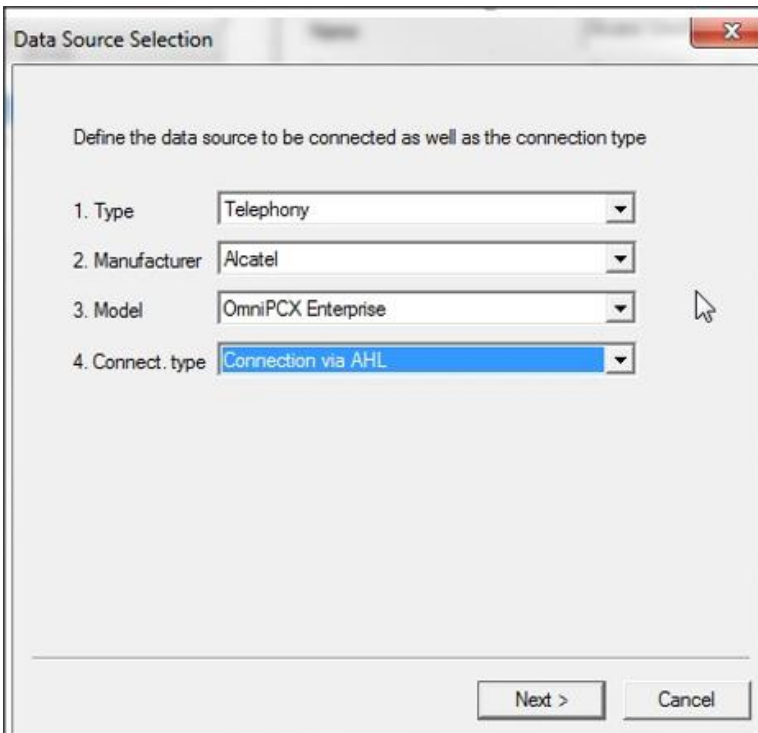 Data Source Selection
Define the data source to be connected as well as the connection type
1. Type Telephony
2. Manufacturer Alcatel
3. Model OmniPCX Enterprise
4. Connect. type Connection via AHL
Next > Cancel